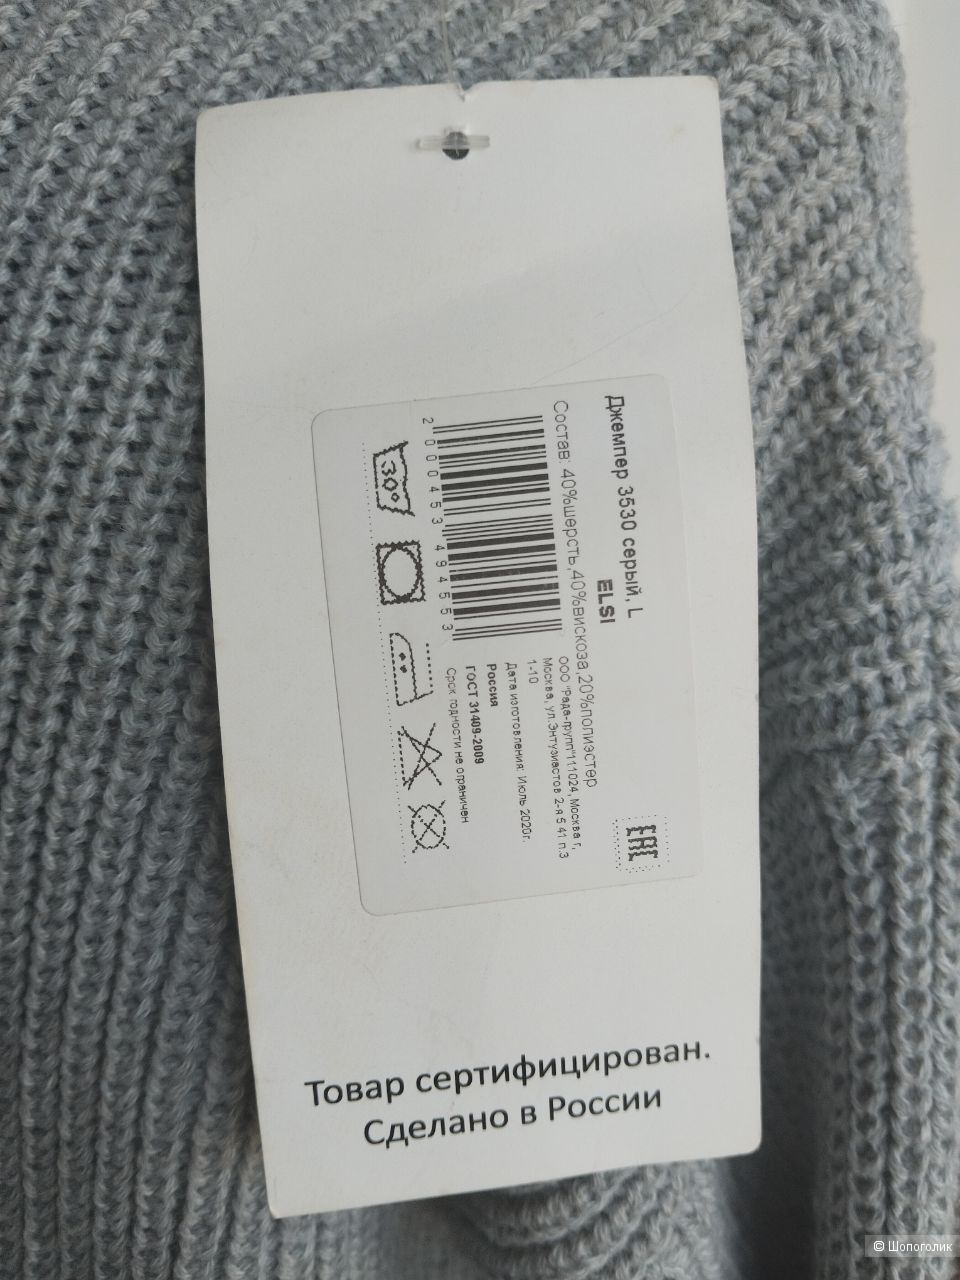 Джемпер 3530 серый, L
ELSI
Состав: 40%шерсть,40%вискоза,20%полиэстер
ООО "Рада-групп"111024, Москва г,
Москва, ул.Энтузиастов 2-я 5 41 п.3
1-10
Дата изготовления: Июль 2020г.
Россия
ГОСТ 31409-2009
Срок годности не ограничен
2000453494553
30°
EAC
Товар сертифицирован.
Сделано в России
© Шопоголик